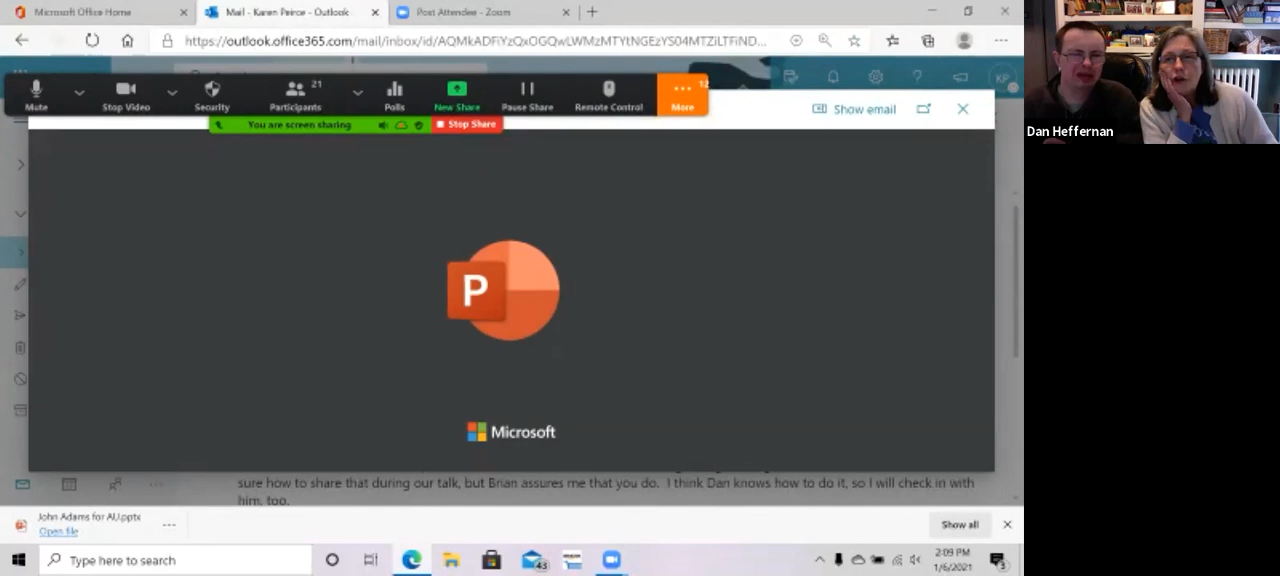 Microsoft Office Home
Mail - Karen Peirce - Outlook
Post Attendee - Zoom
https://outlook.office365.com/mail/inbox/
Mute
Stop Video
Security
Participants
21
Polls
New Share
Pause Share
Remote Control
More
You are screen sharing
Stop Share
Show email
KP
P
Microsoft
sure how to share that during our talk, but Brian assures me that you do. I think Dan knows how to do it, so I will check in with
him, too.
John Adams for AU.pptx
Open file
Show all
Type here to search
43
2:09 PM
1/6/2021
3
Dan Heffernan